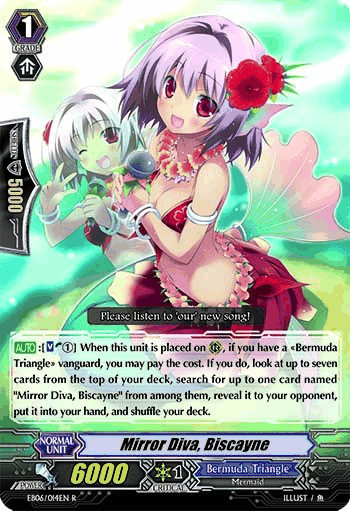 1
GRADE
SHIELD
5000
Please listen to 'our' new song!
AUTO :[V ①] When this unit is placed on R, if you have a «Bermuda
Triangle» vanguard, you may pay the cost. If you do, look at up to
seven cards from the top of your deck, search for up to one card named
"Mirror Diva, Biscayne" from among them, reveal it to your opponent,
put it into your hand, and shuffle your deck.
NORMAL
UNIT
Mirror Diva, Biscayne
POWER
6000
1
CRITICAL
Bermuda Triangle
Mermaid
EB06/014EN R
ILLUST / 魚